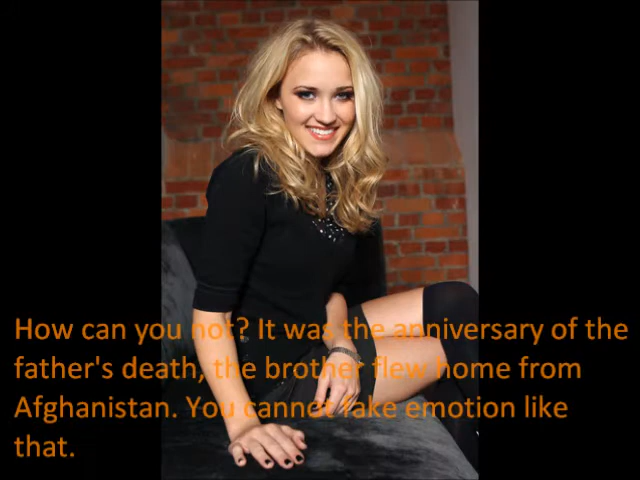 How can you not? It was the anniversary of the
father's death, the brother flew home from
Afghanistan. You cannot fake emotion like
that.